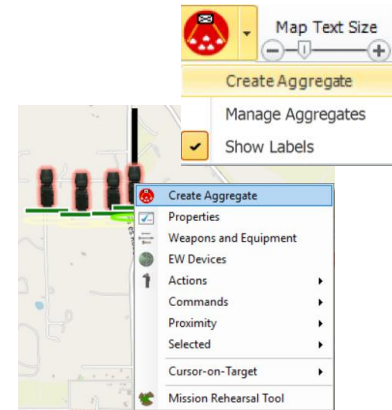 Map Text Size
Create Aggregate
Manage Aggregates
Show Labels
Create Aggregate
Properties
Weapons and Equipment
EW Devices
Actions
Commands
Proximity
Selected
Cursor-on-Target
Mission Rehearsal Tool